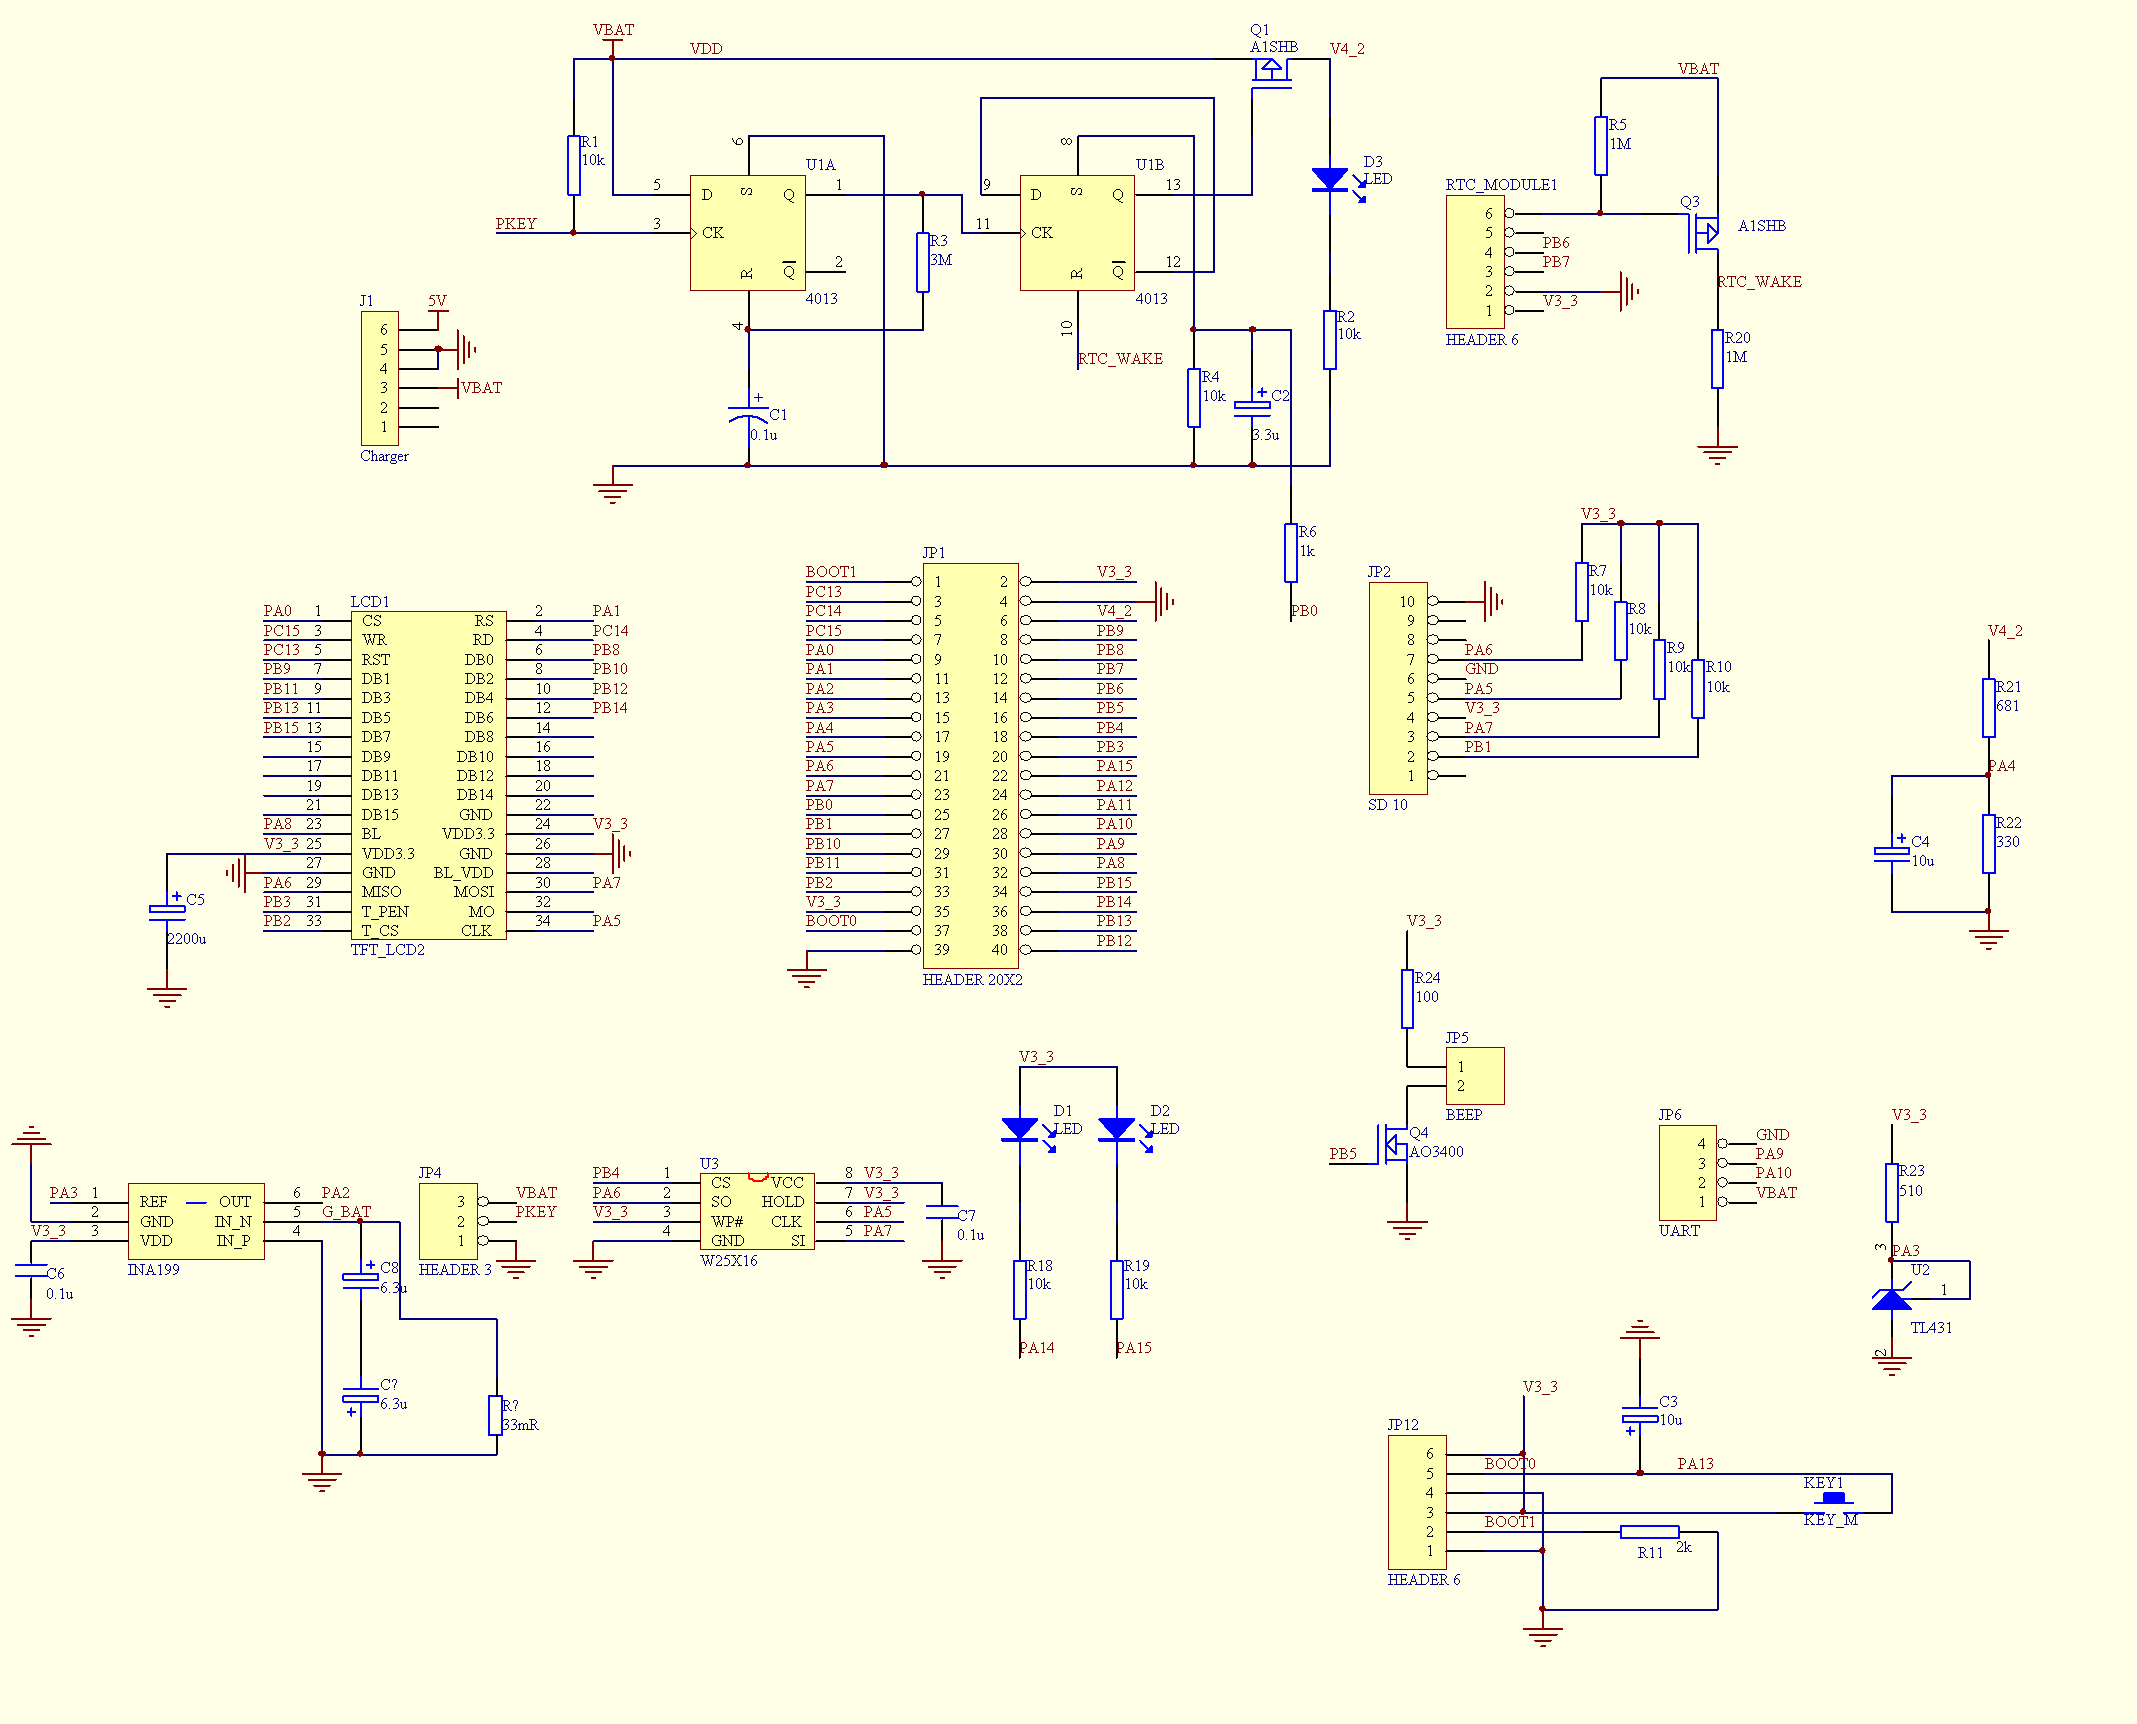 VBAT
VDD
Q1
A1SHB
V4_2
R1
10k
PKEY
U1A
6
5 D S Q 1
3 CK
R Q 2
4
4013
R3
3M
U1B
8
9 D S Q 13
11 CK
R Q 12
10
4013
RTC_WAKE
D3
LED
R2
10k
R4
10k
+ C2
3.3u
+
C1
0.1u
R6
1k
PB0
VBAT
R5
1M
RTC_MODULE1
6
5
4 PB6
3 PB7
2
1 V3_3
HEADER 6
Q3
A1SHB
RTC_WAKE
R20
1M
J1
5V
6
5
4
3 VBAT
2
1
Charger
LCD1
PA0 1 CS RS 2 PA1
PC15 3 WR RD 4 PC14
PC13 5 RST DB0 6 PB8
PB9 7 DB1 DB2 8 PB10
PB11 9 DB3 DB4 10 PB12
PB13 11 DB5 DB6 12 PB14
PB15 13 DB7 DB8 14
15 DB9 DB10 16
17 DB11 DB12 18
19 DB13 DB14 20
21 DB15 GND 22
PA8 23 BL VDD3.3 24 V3_3
V3_3 25 VDD3.3 GND 26
27 GND BL_VDD 28
PA6 29 MISO MOSI 30 PA7
PB3 31 T_PEN MO 32
PB2 33 T_CS CLK 34 PA5
TFT_LCD2
+ C5
2200u
JP1
BOOT1 1 2 V3_3
PC13 3 4
PC14 5 6 V4_2
PC15 7 8 PB9
PA0 9 10 PB8
PA1 11 12 PB7
PA2 13 14 PB6
PA3 15 16 PB5
PA4 17 18 PB4
PA5 19 20 PB3
PA6 21 22 PA15
PA7 23 24 PA12
PB0 25 26 PA11
PB1 27 28 PA10
PB10 29 30 PA9
PB11 31 32 PA8
PB2 33 34 PB15
V3_3 35 36 PB14
BOOT0 37 38 PB13
39 40 PB12
HEADER 20X2
V3_3
JP2
10
9
8
7 PA6
6 GND
5 PA5
4 V3_3
3 PA7
2 PB1
1
SD 10
R7
10k
R8
10k
R9
10k
R10
10k
V4_2
R21
681
PA4
R22
330
+ C4
10u
V3_3
R24
100
JP5
1
2
BEEP
Q4
AO3400
PB5
PA3 1 REF OUT 6 PA2
2 GND IN_N 5 G_BAT
V3_3 3 VDD IN_P 4
INA199
C6
0.1u
+ C8
6.3u
C?
6.3u
+
R?
33mR
JP4
3 VBAT
2 PKEY
1
HEADER 3
U3
PB4 1 CS VCC 8 V3_3
PA6 2 SO HOLD 7 V3_3
V3_3 3 WP# CLK 6 PA5
4 GND SI 5 PA7
W25X16
C7
0.1u
V3_3
D1
LED
D2
LED
R18
10k
R19
10k
PA14
PA15
JP6
4 GND
3 PA9
2 PA10
1 VBAT
UART
V3_3
R23
510
3 PA3
U2
1
TL431
2
V3_3
C3
10u
+
JP12
6
5 BOOT0 PA13
4
3
2 BOOT1
1
HEADER 6
KEY1
KEY_M
R11 2k